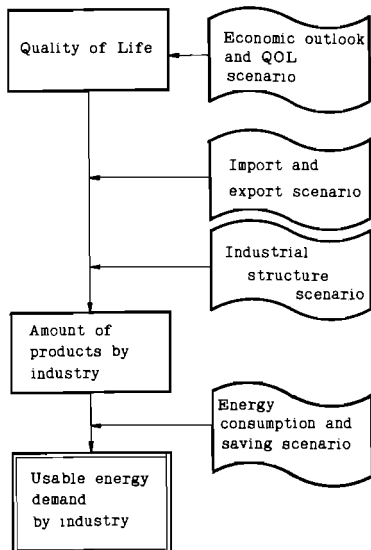 Quality of Life
Economic outlook
and QOL
scenario
Import and
export scenario
Industrial
structure
scenario
Amount of
products by
industry
Energy
consumption and
saving scenario
Usable energy
demand
by industry